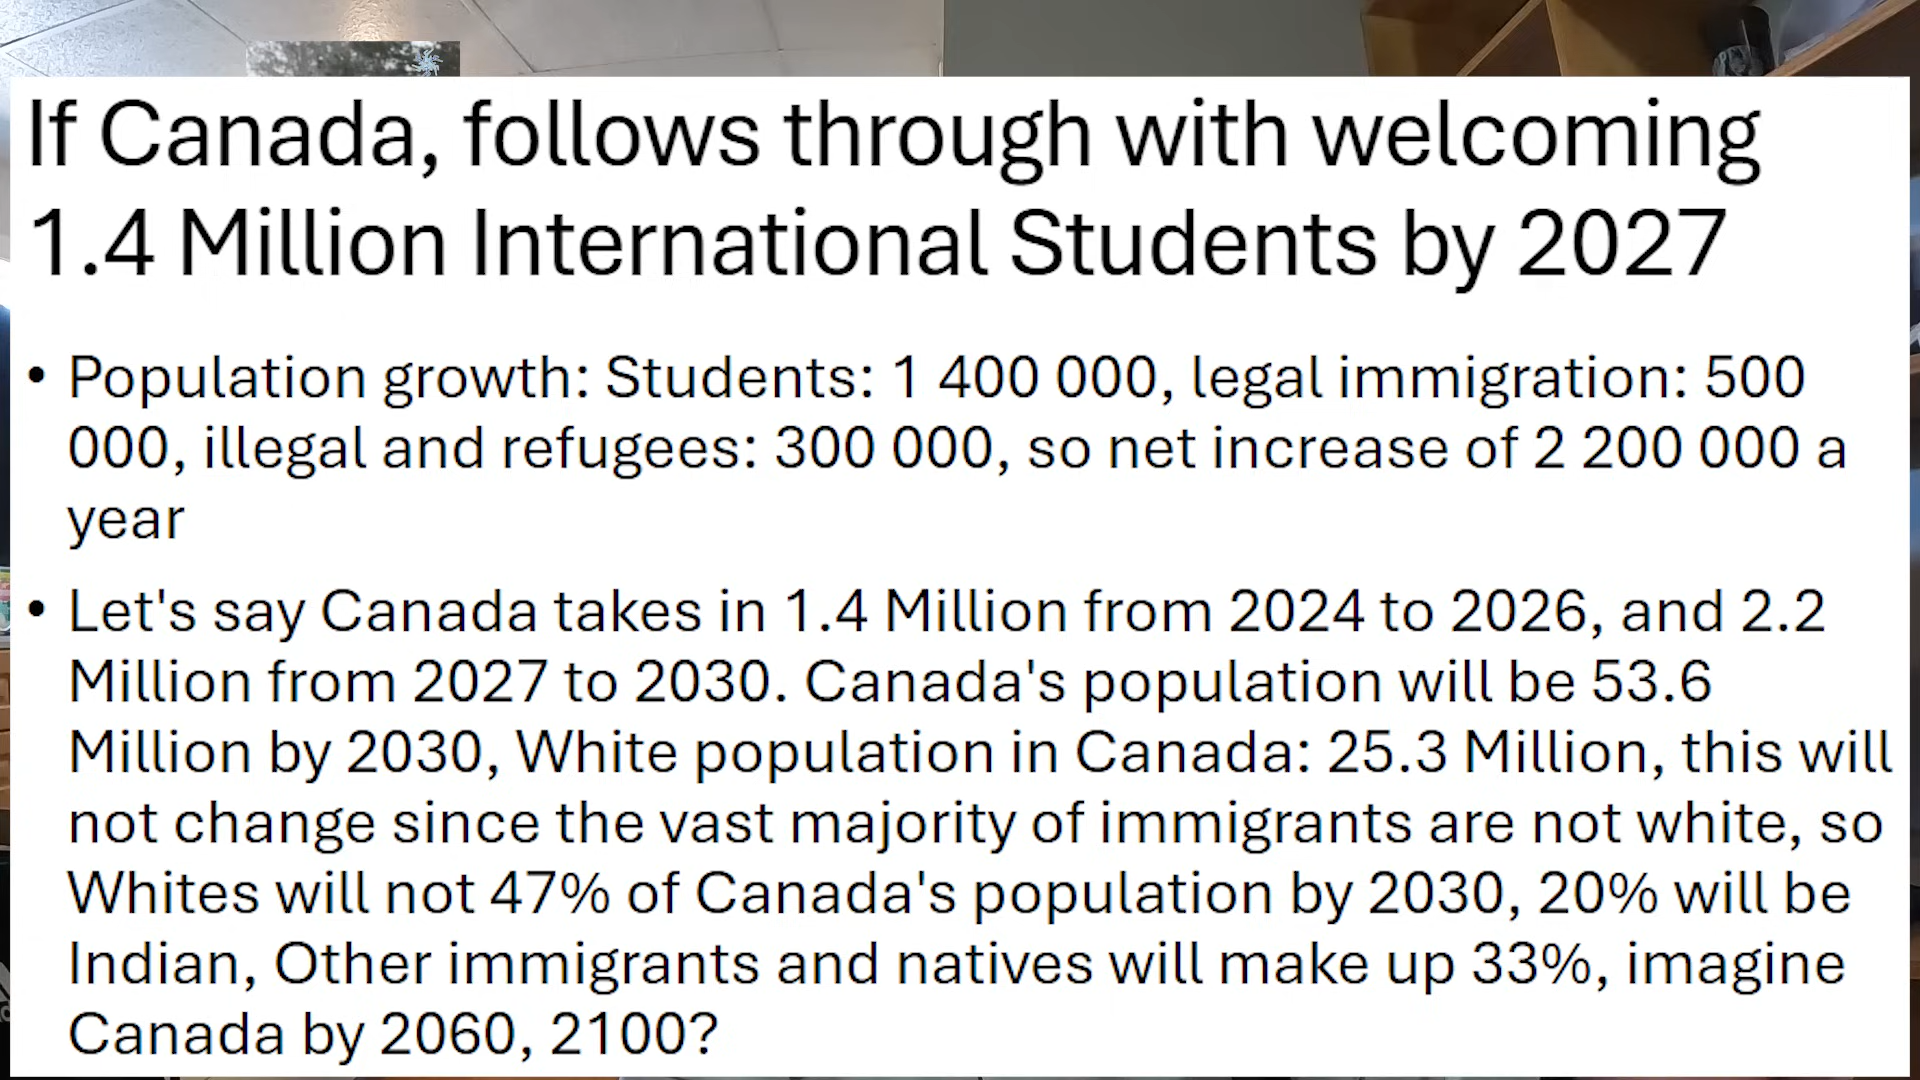 If Canada, follows through with welcoming
1.4 Million International Students by 2027
• Population growth: Students: 1 400 000, legal immigration: 500
000, illegal and refugees: 300 000, so net increase of 2 200 000 a
year
• Let's say Canada takes in 1.4 Million from 2024 to 2026, and 2.2
Million from 2027 to 2030. Canada's population will be 53.6
Million by 2030, White population in Canada: 25.3 Million, this will
not change since the vast majority of immigrants are not white, so
Whites will not 47% of Canada's population by 2030, 20% will be
Indian, Other immigrants and natives will make up 33%, imagine
Canada by 2060, 2100?